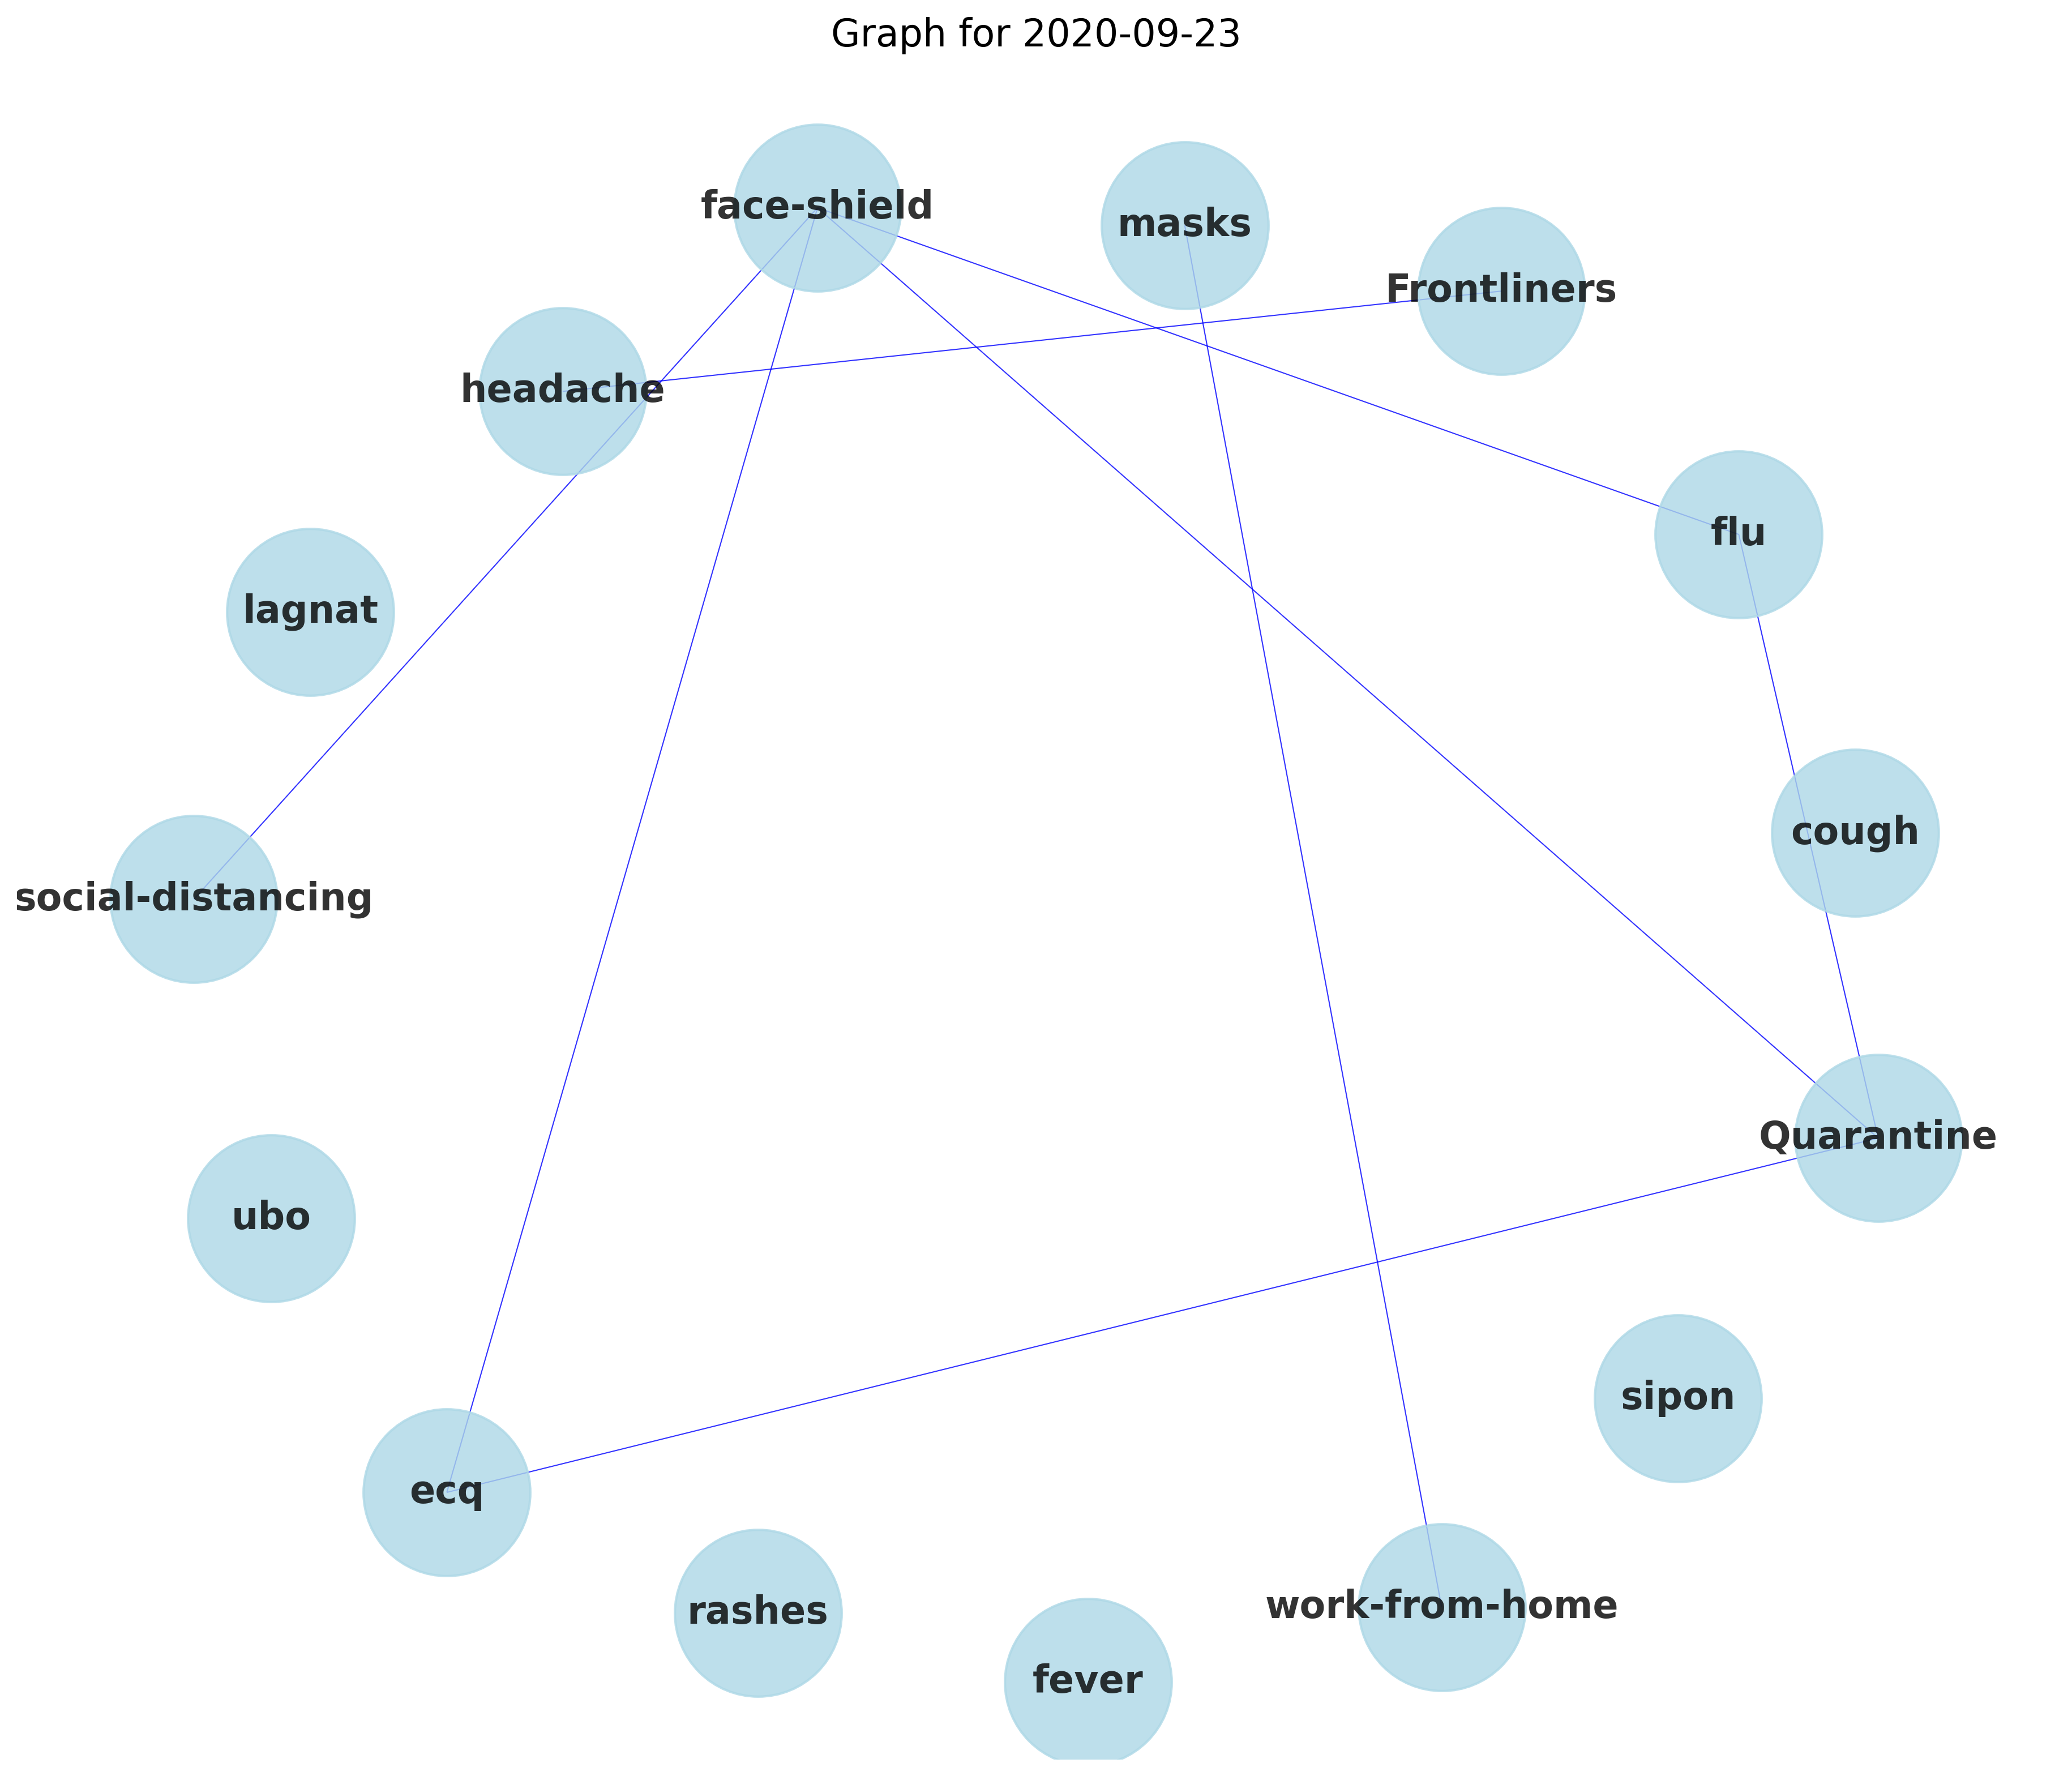 Graph for 2020-09-23
face-shield
masks
Frontliners
headache
flu
lagnat
cough
social-distancing
Quarantine
ubo
sipon
ecq
work-from-home
rashes
fever